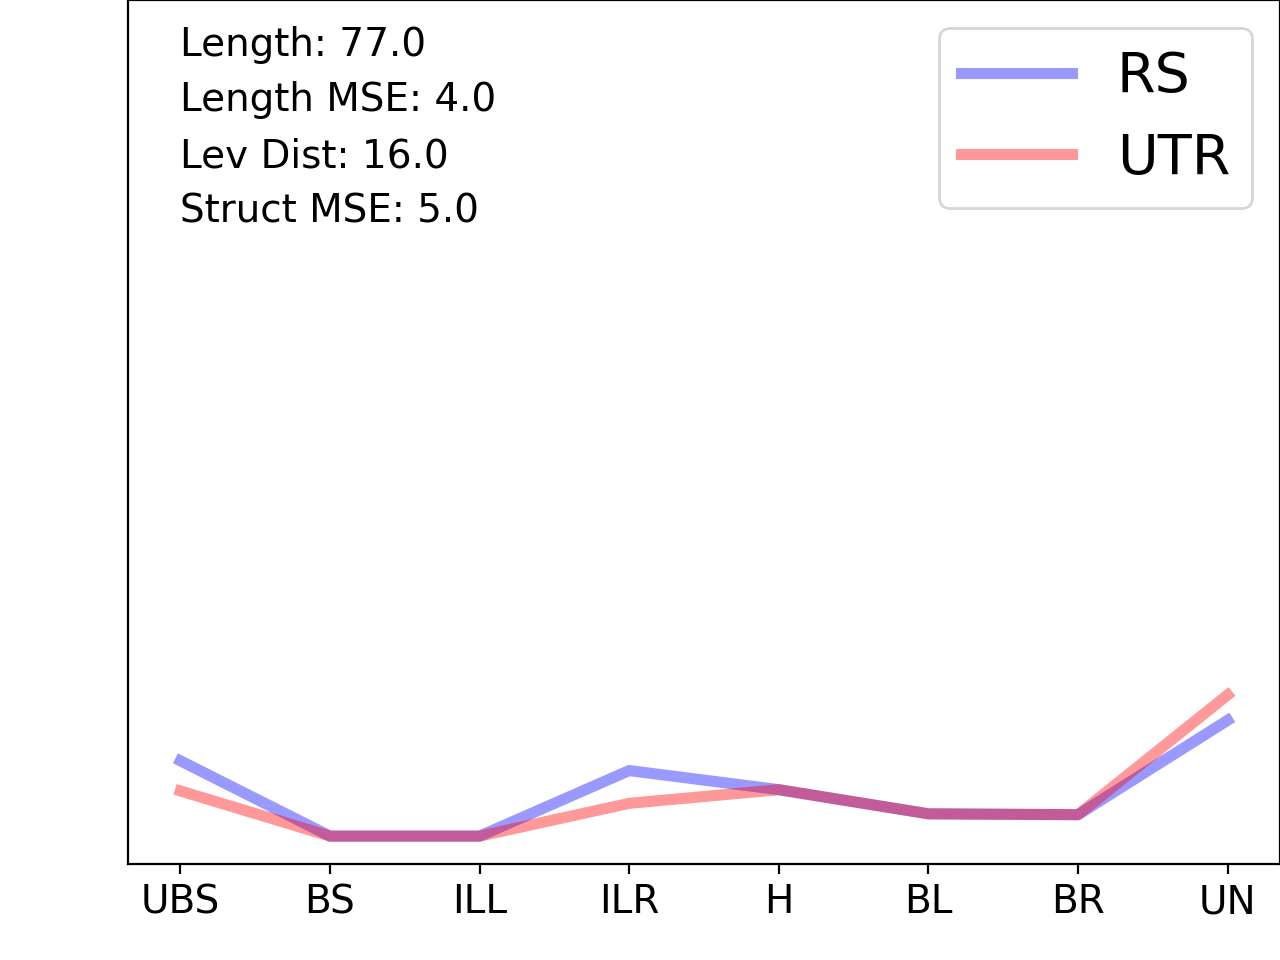 Length: 77.0
Length MSE: 4.0
Lev Dist: 16.0
Struct MSE: 5.0
RS
UTR
UBS BS ILL ILR H BL BR UN